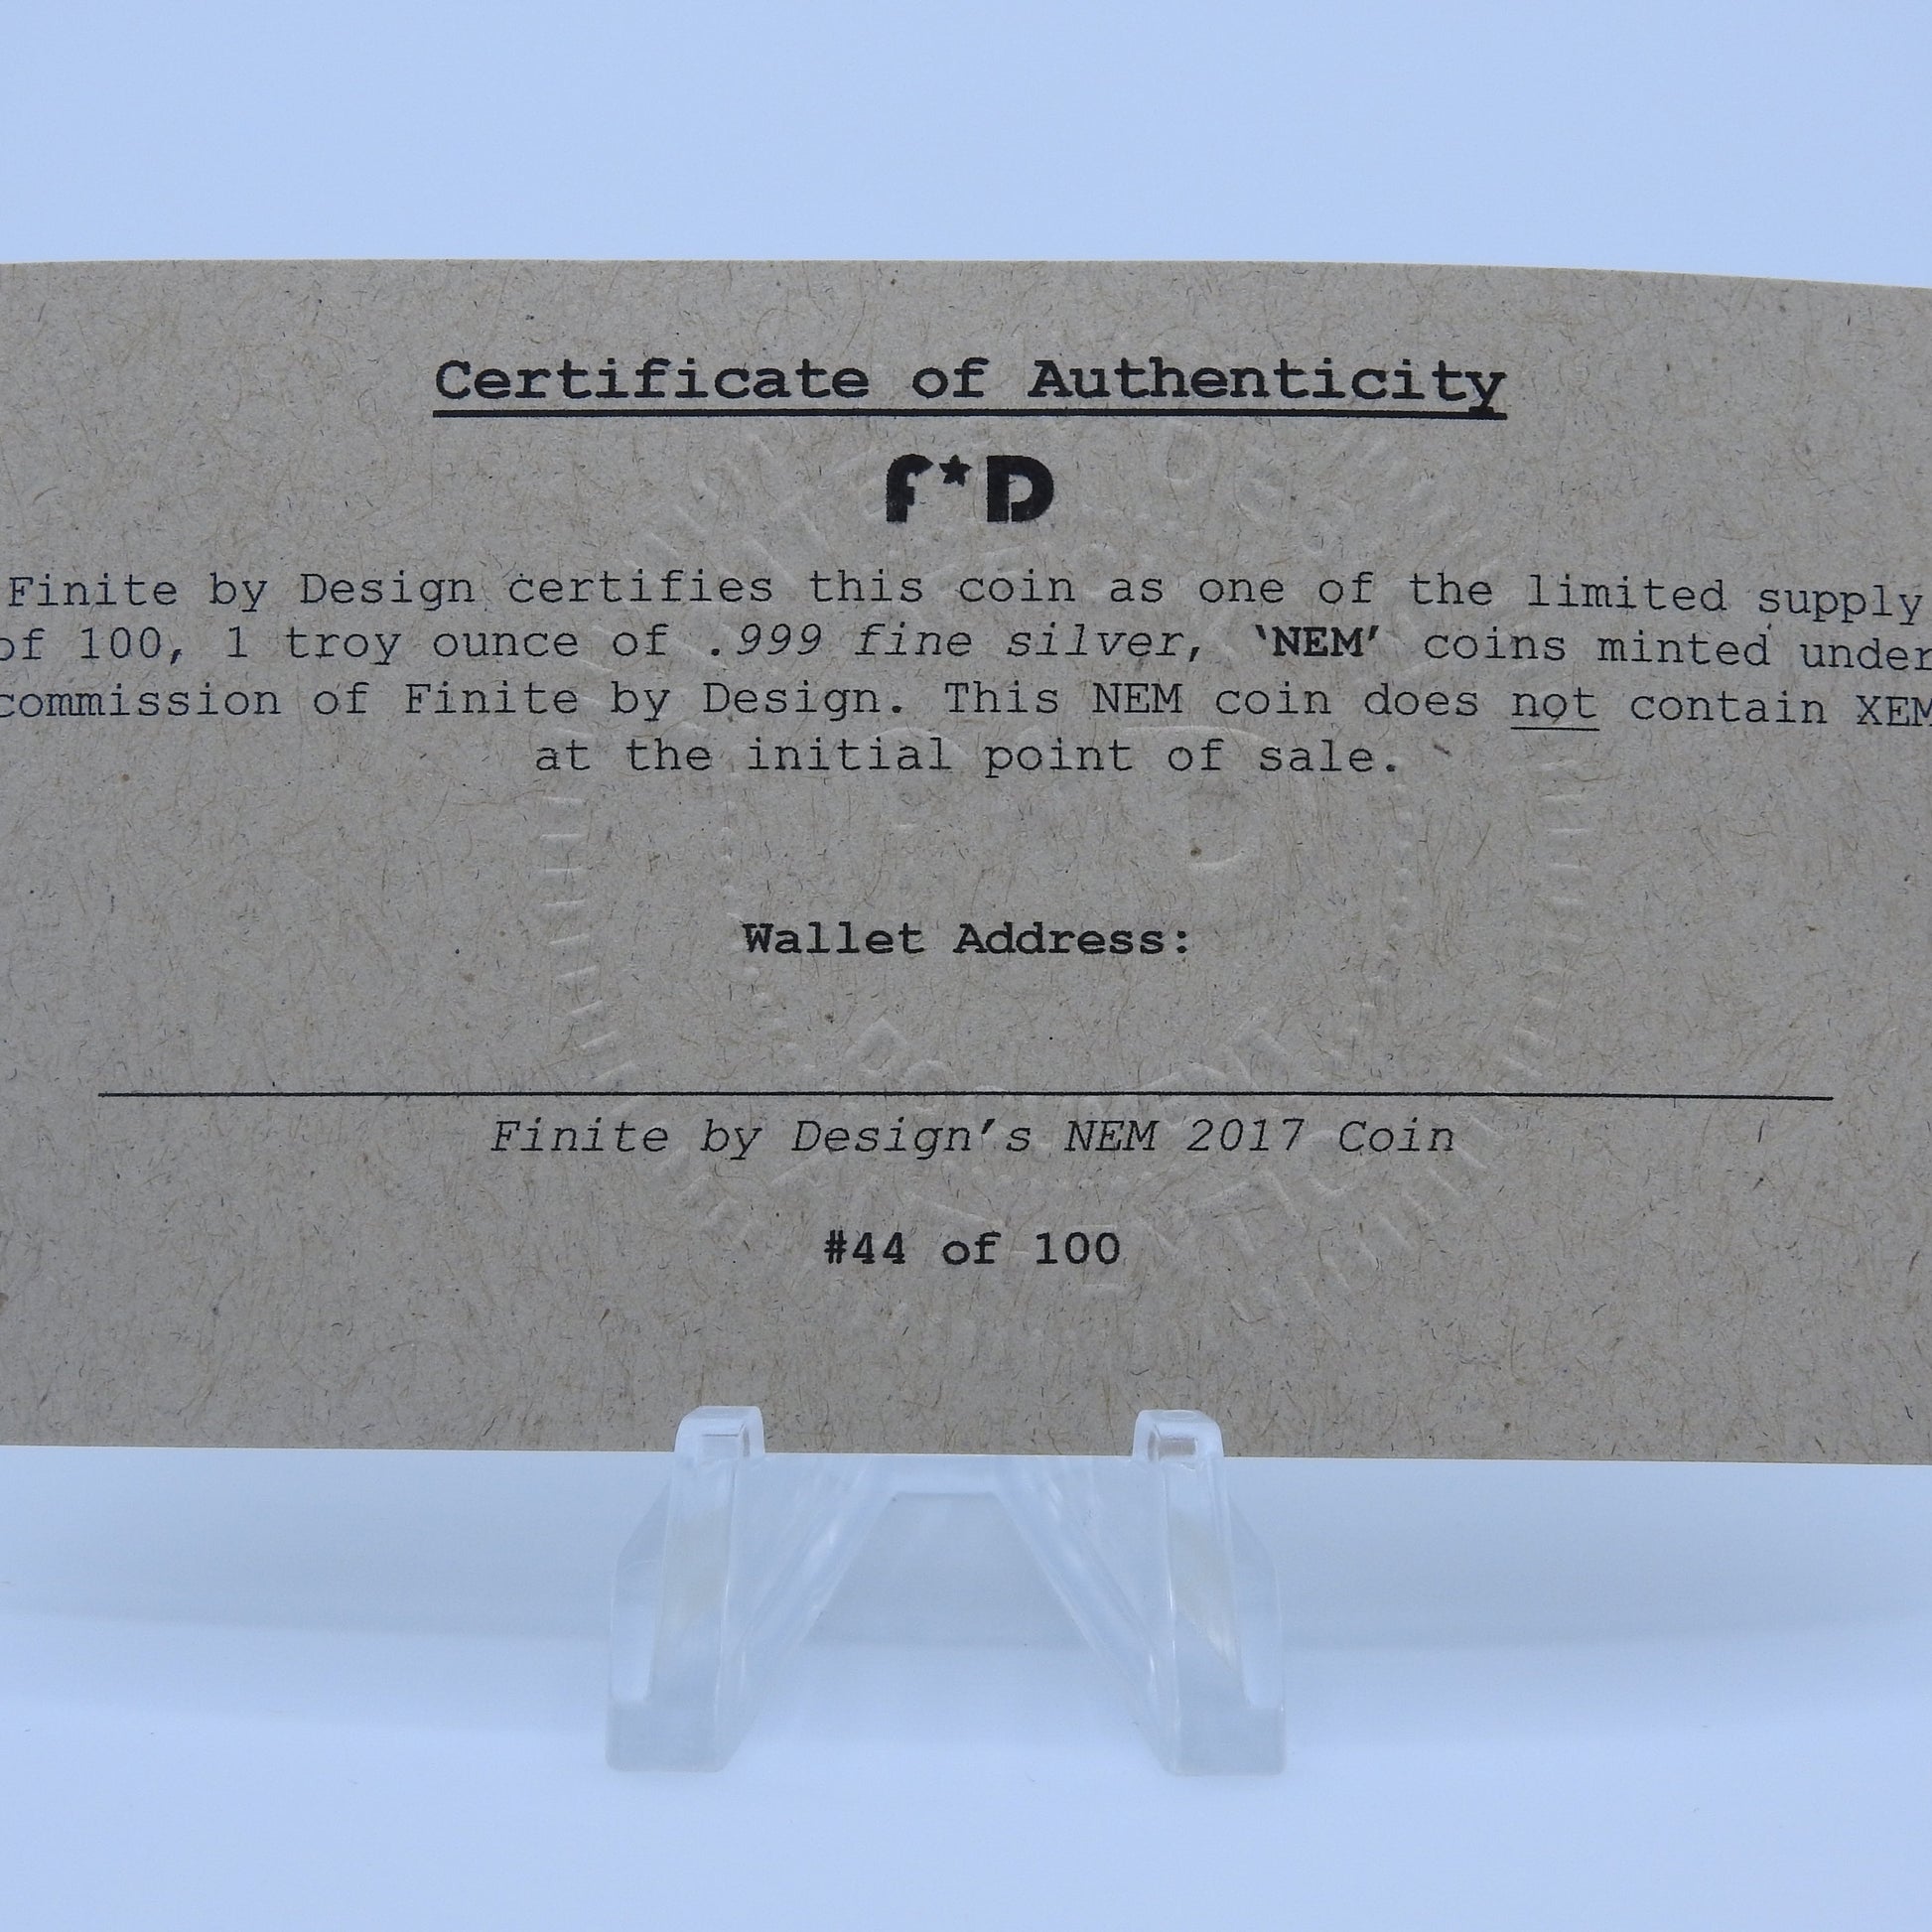 Certificate of Authenticity
F*D
Finite by Design certifies this coin as one of the limited supply
of 100, 1 troy ounce of .999 fine silver, ‘NEM’ coins minted under
commission of Finite by Design. This NEM coin does not contain XEM
at the initial point of sale.
Wallet Address:
Finite by Design’s NEM 2017 Coin
#44 of 100